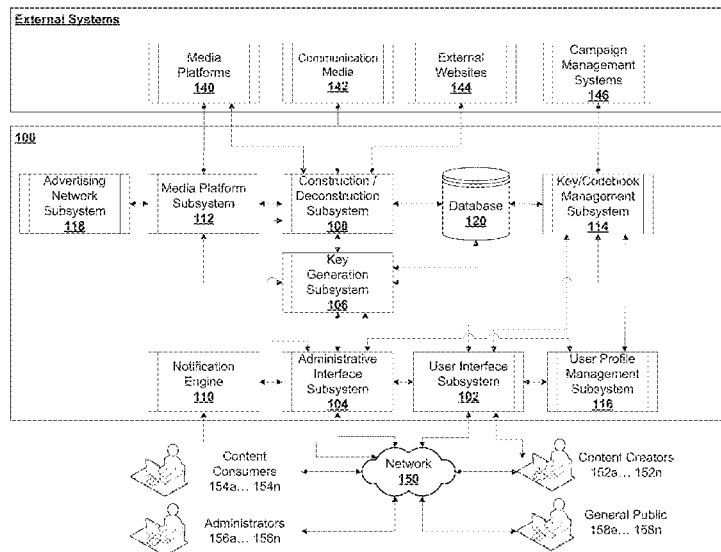 External Systems
Media
Platforms
140
Communication
Media
142
External
Websites
144
Campaign
Management
Systems
146
100
Advertising
Network
Subsystem
118
Media Platform
Subsystem
112
Construction /
Deconstruction
Subsystem
108
Database
120
Key/Codebook
Management
Subsystem
114
Key
Generation
Subsystem
106
Notification
Engine
110
Administrative
Interface
Subsystem
104
User Interface
Subsystem
102
User Profile
Management
Subsystem
116
Content
Consumers
154a... 154n
Network
150
Content Creators
152a... 152n
Administrators
156a... 156n
General Public
158a... 158n